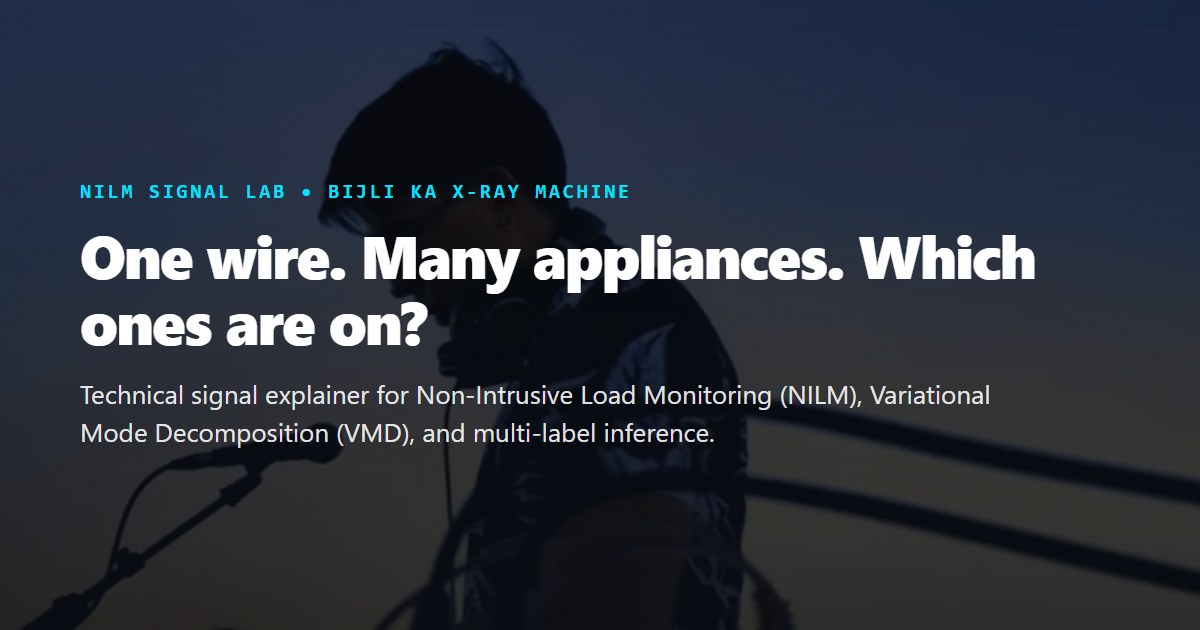 NILM SIGNAL LAB • BIJLI KA X-RAY MACHINE
One wire. Many appliances. Which
ones are on?
Technical signal explainer for Non-Intrusive Load Monitoring (NILM), Variational
Mode Decomposition (VMD), and multi-label inference.